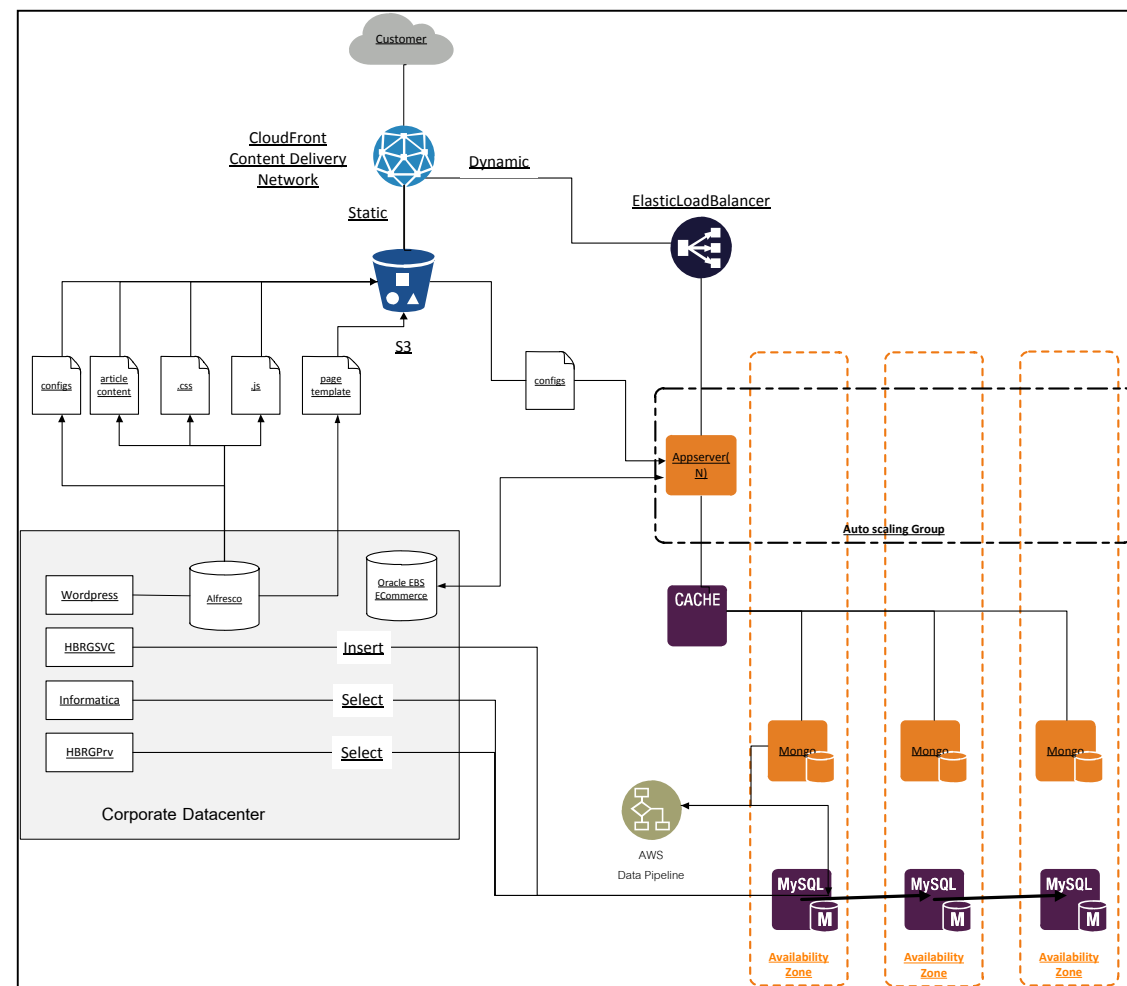 Customer
CloudFront
Content Delivery
Network
Dynamic
Static
ElasticLoadBalancer
S3
configs
article
content
.css
.js
page
template
configs
Appserver(
N)
Auto scaling Group
Wordpress
Alfresco
Oracle EBS
ECommerce
CACHE
HBRGSVC
Insert
Informatica
Select
HBRGPrv
Select
Corporate Datacenter
Mongo
Mongo
Mongo
AWS
Data Pipeline
MySQL
M
MySQL
M
MySQL
M
Availability
Zone
Availability
Zone
Availability
Zone